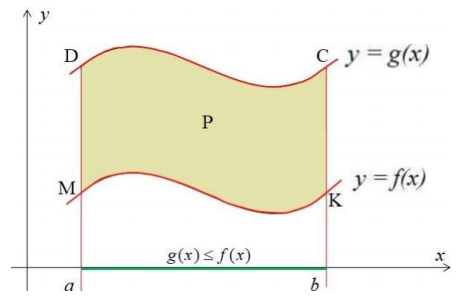 y
D
C
y = g(x)
P
M
y = f(x)
K
g(x) ≤ f(x)
x
a
b